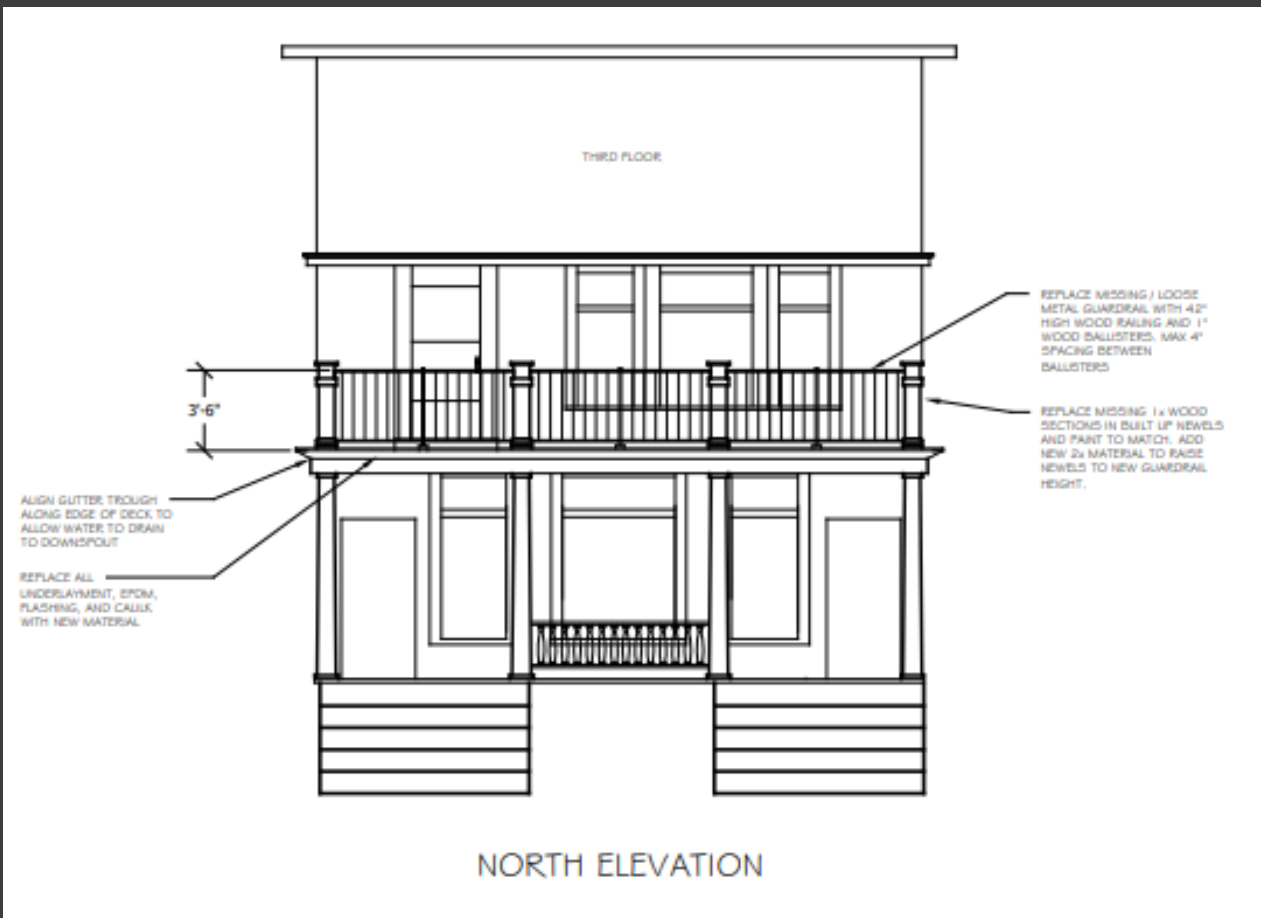 THIRD FLOOR
REPLACE MISSING / LOOSE
METAL GUARDRAIL WITH 42"
HIGH WOOD RAILING AND 1"
WOOD BALLISTERS. MAX 4"
SPACING BETWEEN
BALLISTERS
3'-6"
REPLACE MISSING 1x WOOD
SECTIONS IN BUILT UP NEWELS
AND PAINT TO MATCH. ADD
NEW 2x MATERIAL TO RAISE
NEWELS TO NEW GUARDRAIL
HEIGHT.
ALIGN GUTTER TROUGH
ALONG EDGE OF DECK TO
ALLOW WATER TO DRAIN
TO DOWNSPOUT
REPLACE ALL
UNDERLAYMENT, EPDM,
FLASHING, AND CAULK
WITH NEW MATERIAL
NORTH ELEVATION